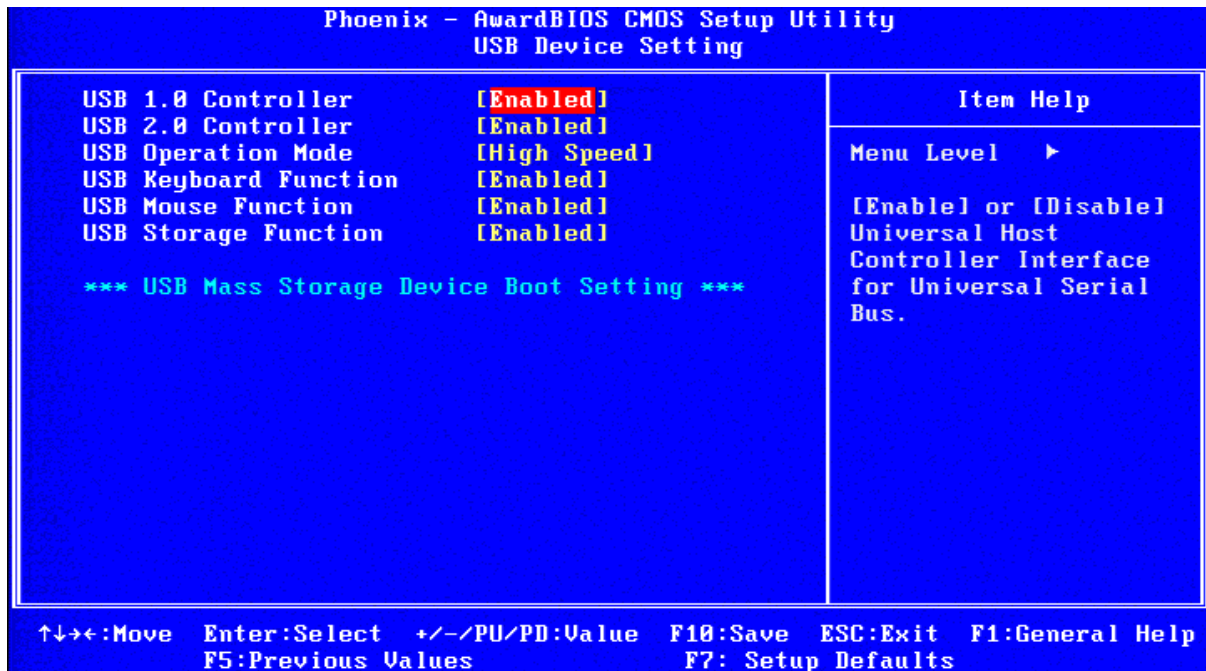 Phoenix - AwardBIOS CMOS Setup Utility
USB Device Setting
USB 1.0 Controller [Enabled]
USB 2.0 Controller [Enabled]
USB Operation Mode [High Speed]
USB Keyboard Function [Enabled]
USB Mouse Function [Enabled]
USB Storage Function [Enabled]
*** USB Mass Storage Device Boot Setting ***
Item Help
Menu Level ►
[Enable] or [Disable]
Universal Host
Controller Interface
for Universal Serial
Bus.
↑↓→←:Move Enter:Select +/-/PU/PD:Value F10:Save ESC:Exit F1:General Help
F5:Previous Values F7: Setup Defaults